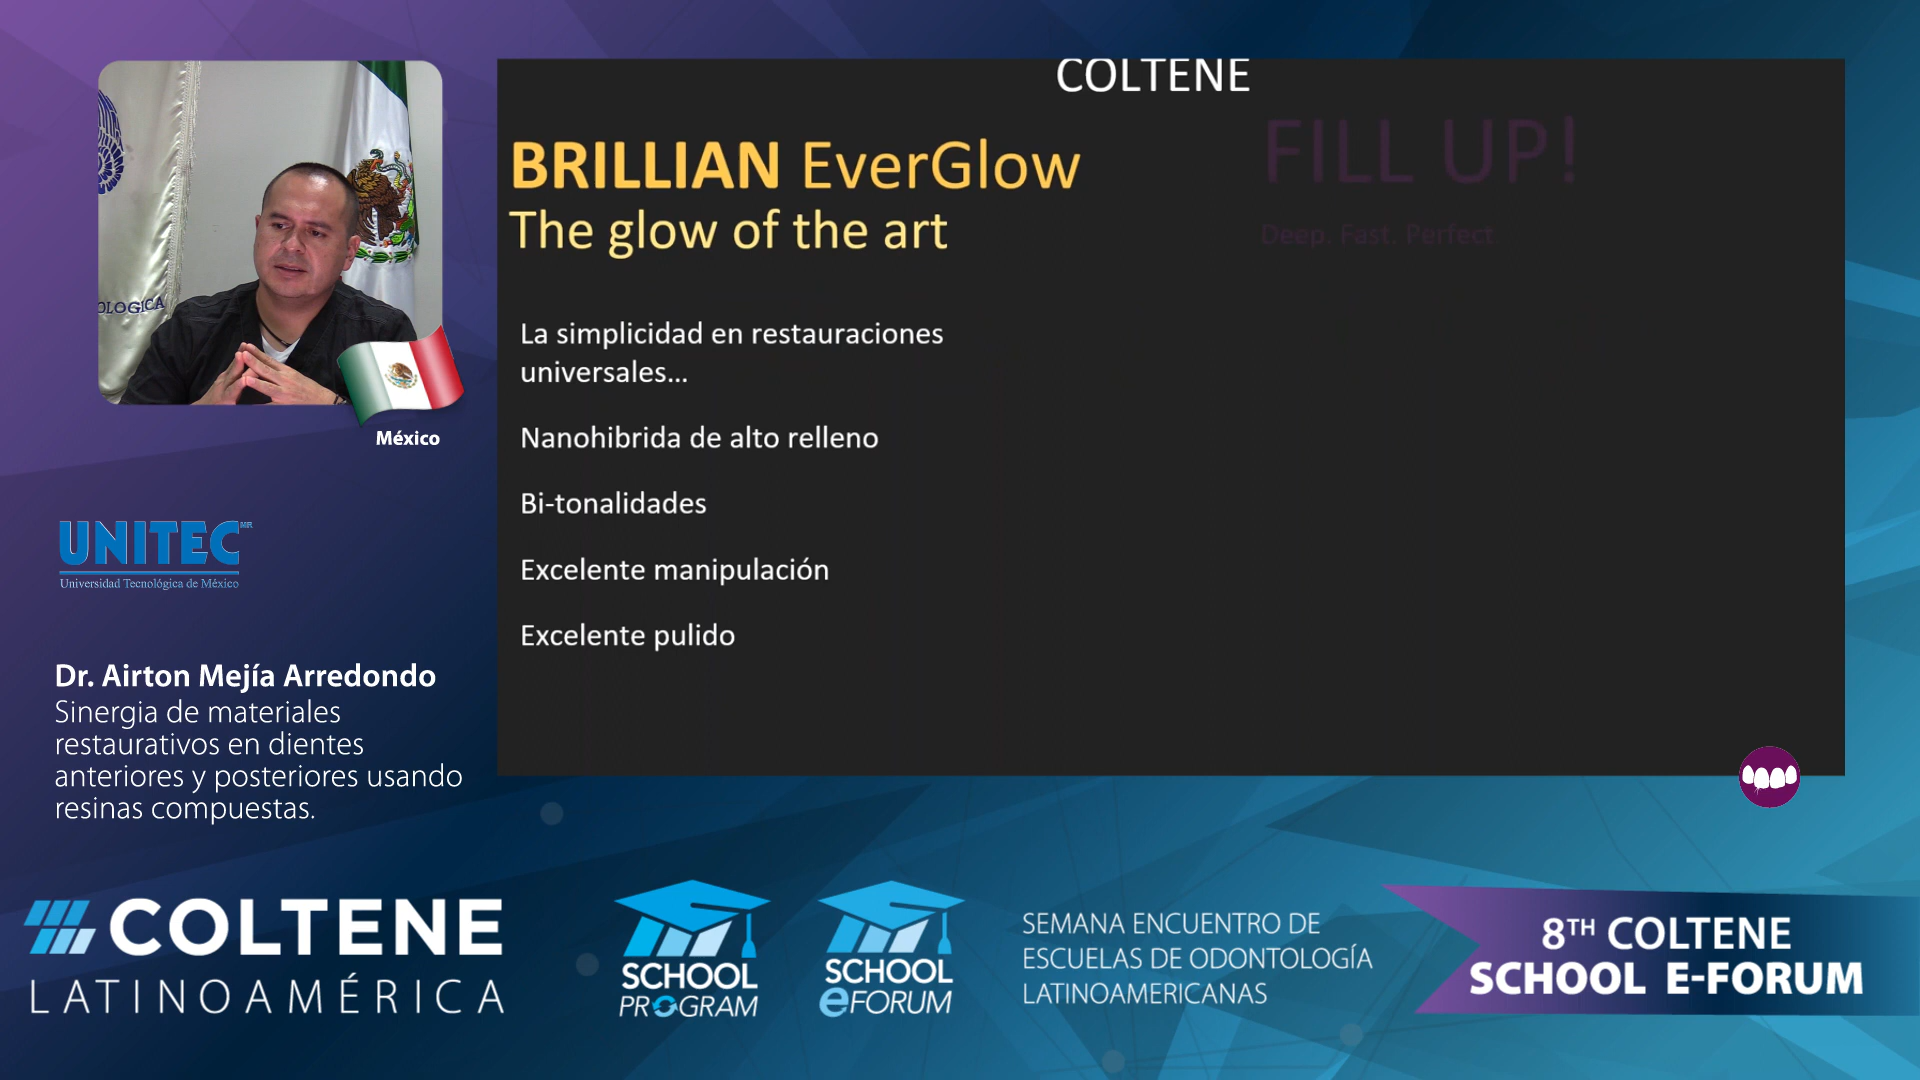 OLOGICA
México
UNITEC MR
Universidad Tecnológica de México
Dr. Airton Mejía Arredondo
Sinergia de materiales
restaurativos en dientes
anteriores y posteriores usando
resinas compuestas.
COLTENE
BRILLIAN EverGlow
The glow of the art
La simplicidad en restauraciones
universales...
Nanohibrida de alto relleno
Bi-tonalidades
Excelente manipulación
Excelente pulido
FILL UP!
Deep. Fast. Perfect.
COLTENE
LATINOAMÉRICA
SCHOOL
PROGRAM
SCHOOL
eFORUM
SEMANA ENCUENTRO DE
ESCUELAS DE ODONTOLOGÍA
LATINOAMERICANAS
8TH COLTENE
SCHOOL E-FORUM